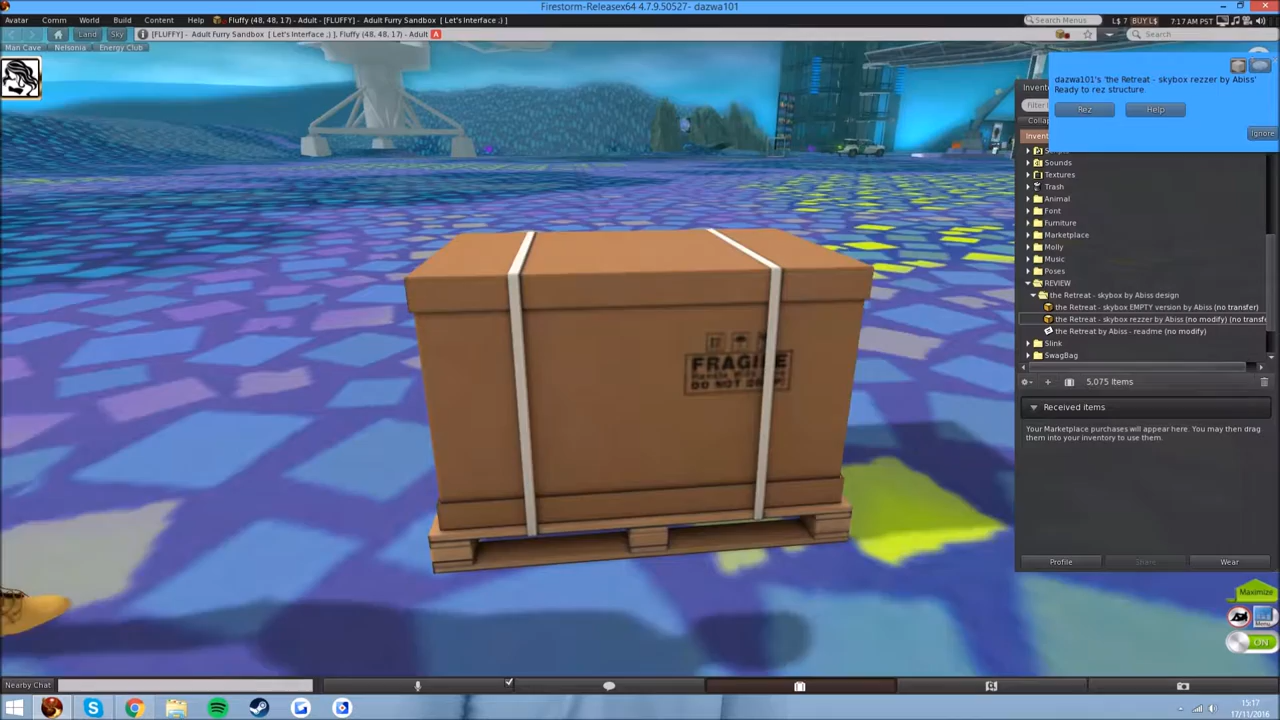 Firestorm-Releasex64 4.7.9.50527- dazwa101
Avatar Comm World Build Content Help Fluffy (48, 48, 17) - Adult - [FLUFFY] - Adult Furry Sandbox [ Let's Interface ;) ]
Search Menus L$ 7 BUY L$ 7:17 AM PST
Land Sky [FLUFFY] - Adult Furry Sandbox [ Let's Interface ;) ], Fluffy (48, 48, 17) - Adult A Search
Man Cave Nelsonia Energy Club
dazwa101's 'the Retreat - skybox rezzer by Abiss'
Ready to rez structure.
Rez Help
Ignore
Sounds
Textures
Trash
Animal
Font
Furniture
Marketplace
Molly
Music
Poses
REVIEW
the Retreat - skybox by Abiss design
the Retreat - skybox EMPTY version by Abiss (no transfer)
the Retreat - skybox rezzer by Abiss (no modify) (no transfe
the Retreat by Abiss - readme (no modify)
Slink
SwagBag
5,075 Items
Received items
Your Marketplace purchases will appear here. You may then drag
them into your inventory to use them.
Profile Share Wear
FRAGILE
Handle With
DO NOT DROP
Maximize
Menu
ON
Nearby Chat
15:17
17/11/2016